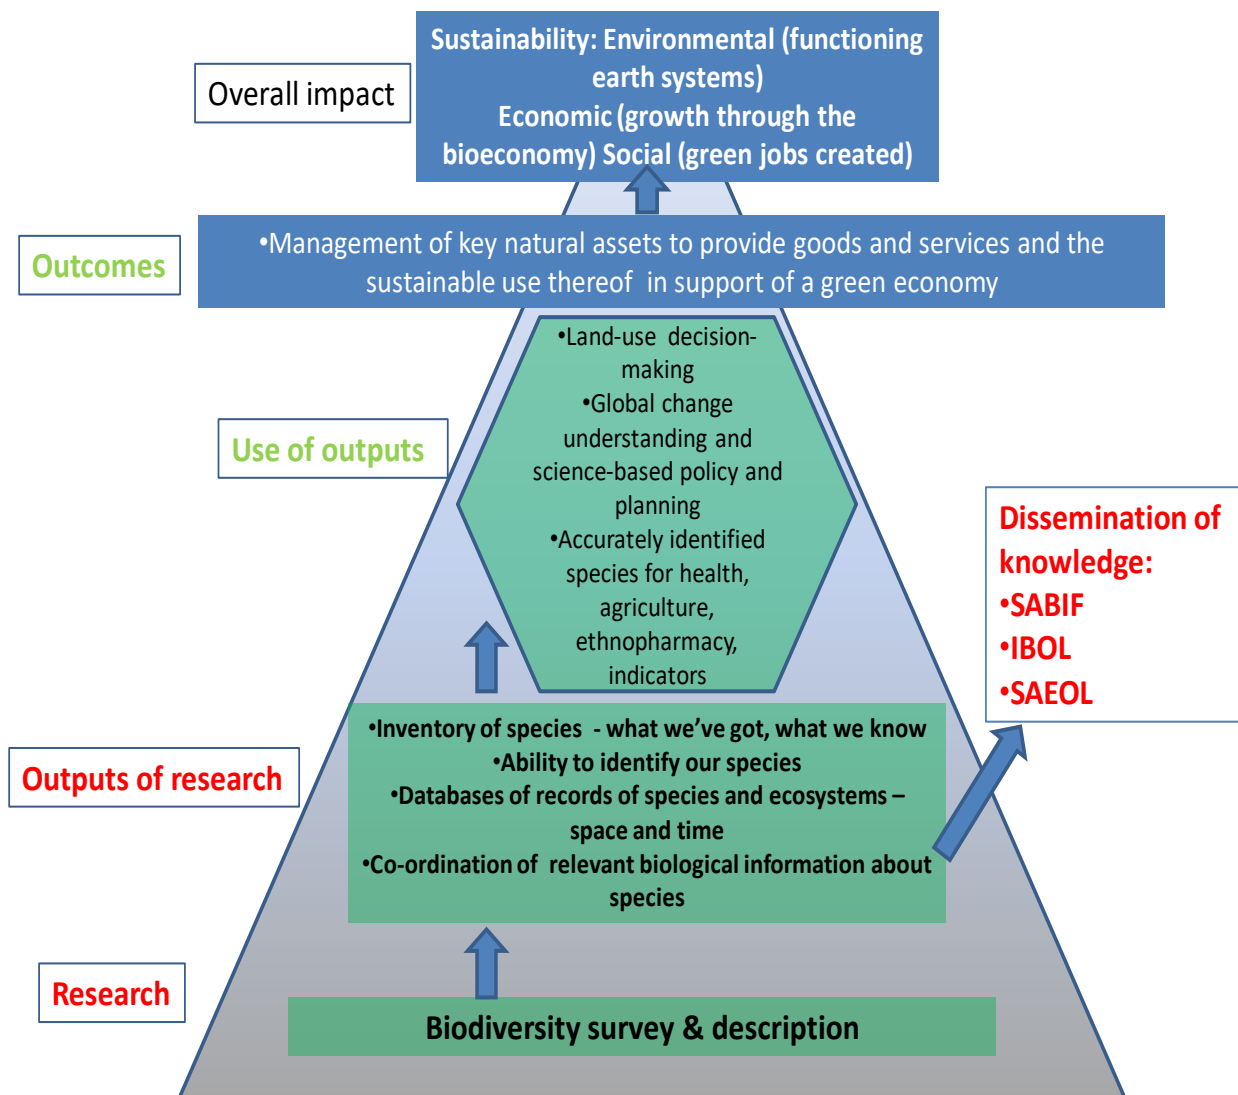 Sustainability: Environmental (functioning
earth systems)
Economic (growth through the
bioeconomy) Social (green jobs created)
Overall impact
•Management of key natural assets to provide goods and services and the
sustainable use thereof in support of a green economy
Outcomes
•Land-use decision-
making
•Global change
understanding and
science-based policy and
planning
•Accurately identified
species for health,
agriculture,
ethnopharmacy,
indicators
Use of outputs
Dissemination of
knowledge:
•SABIF
•IBOL
•SAEOL
•Inventory of species - what we’ve got, what we know
•Ability to identify our species
•Databases of records of species and ecosystems –
space and time
•Co-ordination of relevant biological information about
species
Outputs of research
Research
Biodiversity survey & description